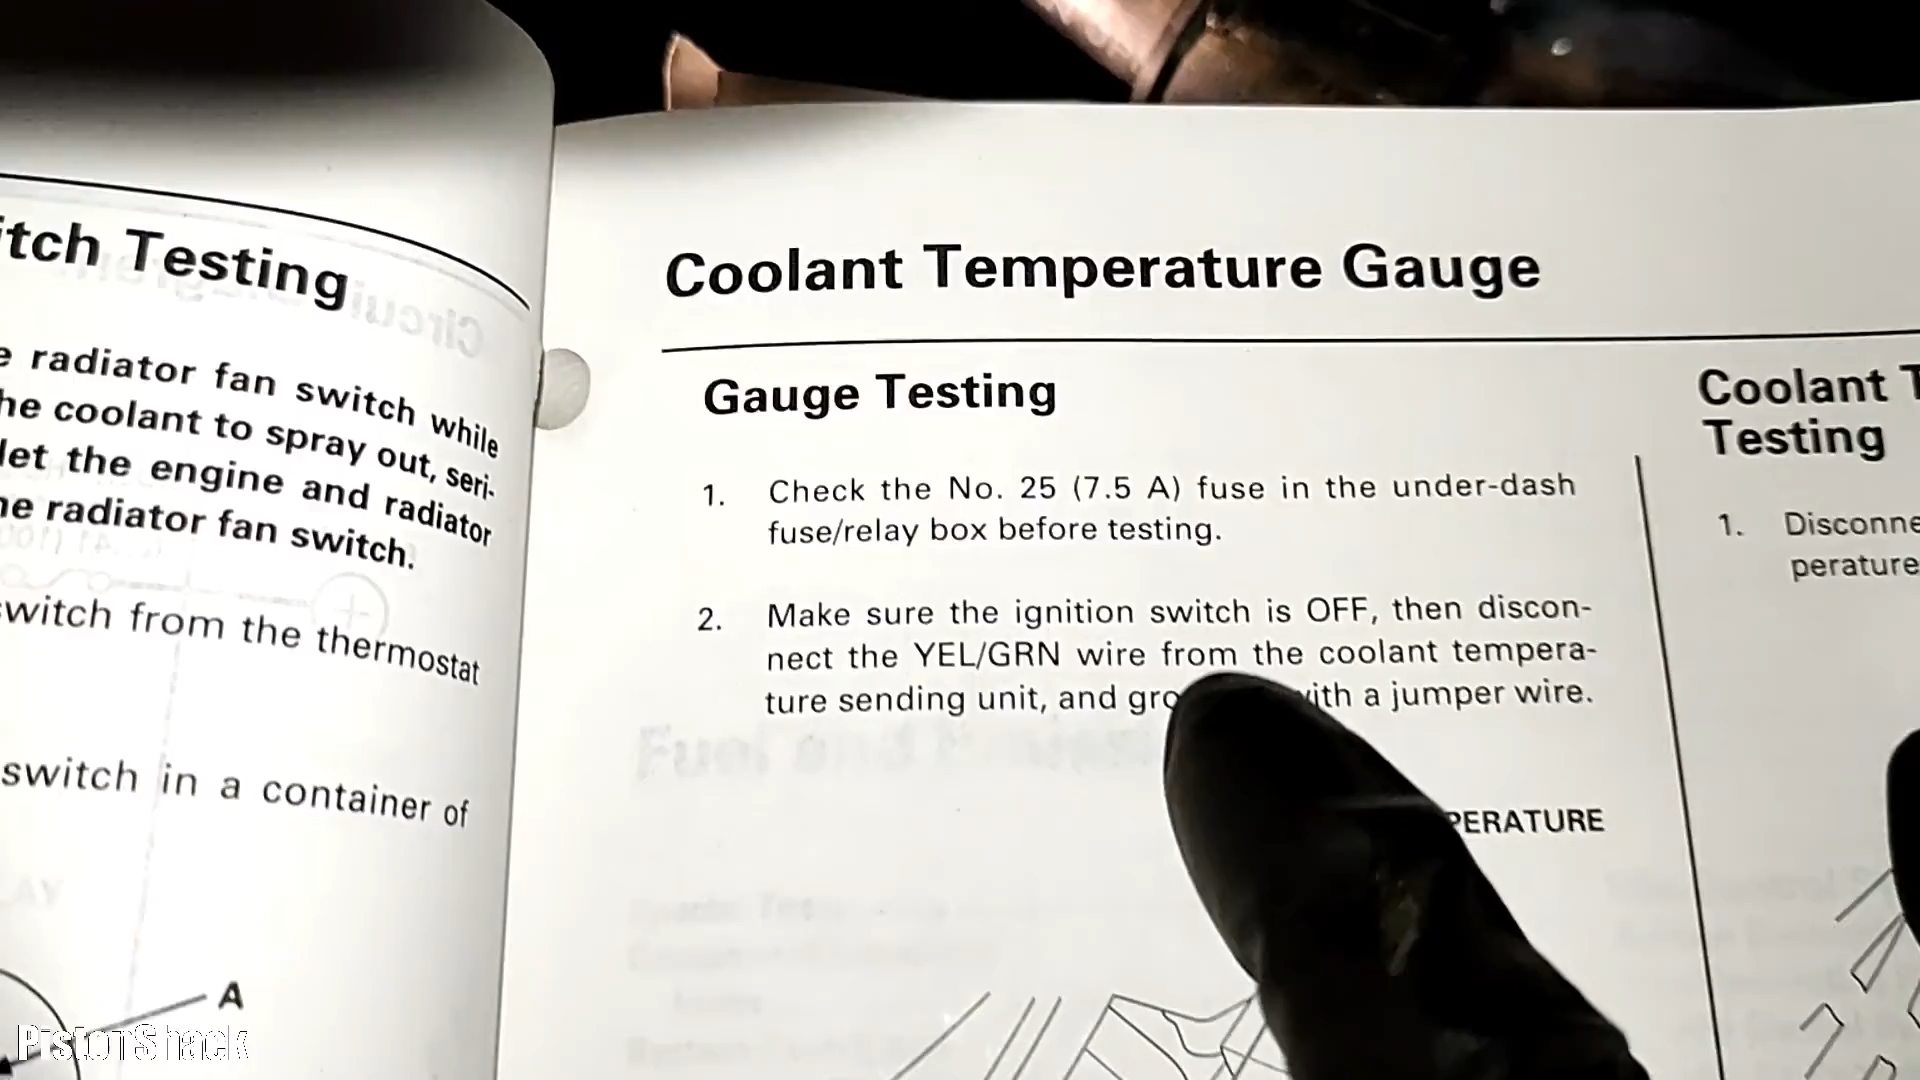 itch Testing
radiator fan switch while
he coolant to spray out, seri-
let the engine and radiator
radiator fan switch.
switch from the thermostat
switch in a container of
A
Coolant Temperature Gauge
Gauge Testing
1. Check the No. 25 (7.5 A) fuse in the under-dash
fuse/relay box before testing.
2. Make sure the ignition switch is OFF, then discon-
nect the YEL/GRN wire from the coolant tempera-
ture sending unit, and with a jumper wire.
PERATURE
Coolant
Testing
1. Disconne
perature
PistonShack